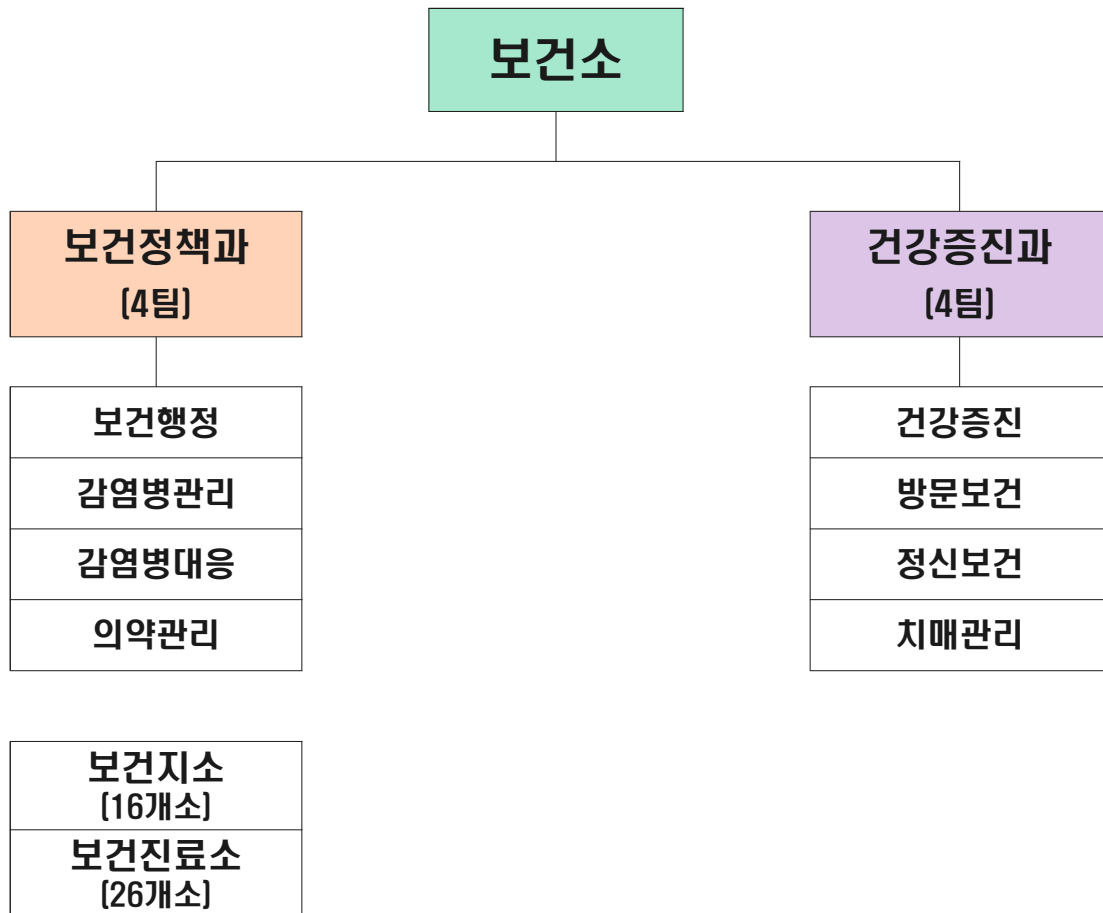 보건소
보건정책과
(4팀)
건강증진과
(4팀)
보건행정
감염병관리
감염병대응
의약관리
건강증진
방문보건
정신보건
치매관리
보건지소
(16개소)
보건진료소
(26개소)